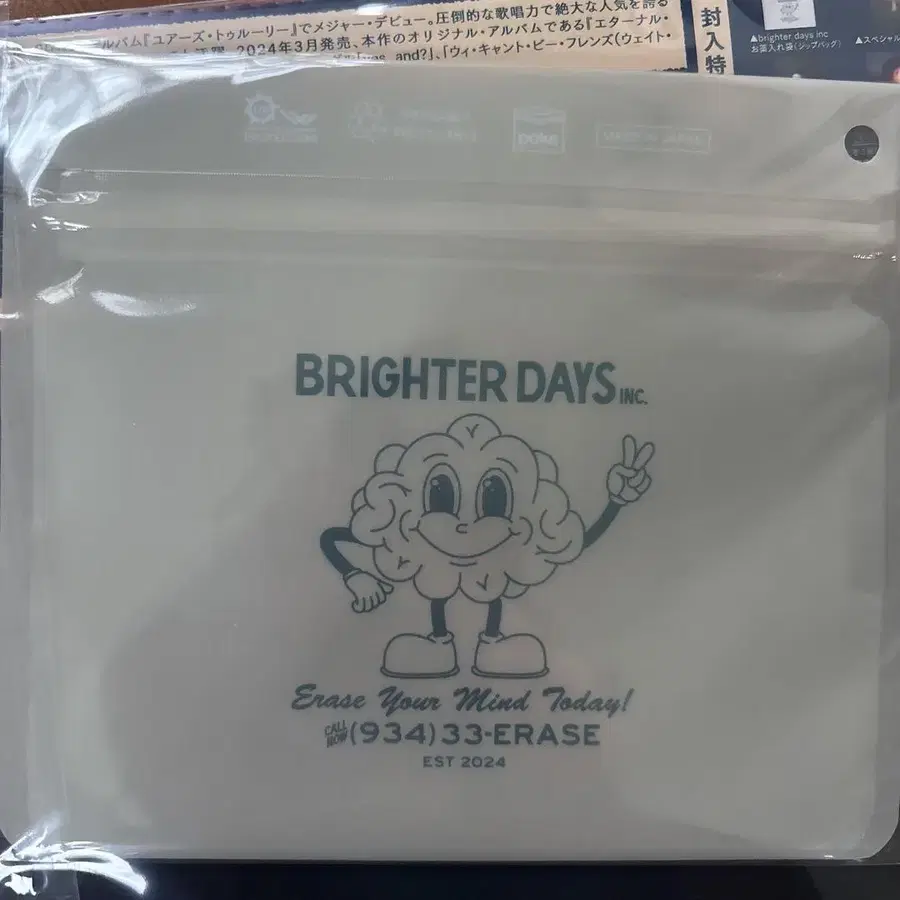 ルバム『ユアーズ・トゥルーリー』でメジャー・デビュー。圧倒的な歌唱力で絶大な人気を誇る
2024年3月発売、本作のオリジナル・アルバムである『エターナル・
and?」、「ウィ・キャント・ビー・フレンズ(ウェイト・
封入特
▲brighter days inc
お薬入れ袋(ジップバッグ)
▲スペシャル
MADE IN JAPAN
BRIGHTER DAYS INC.
Erase Your Mind Today!
CALL NOW (934) 33-ERASE
EST 2024